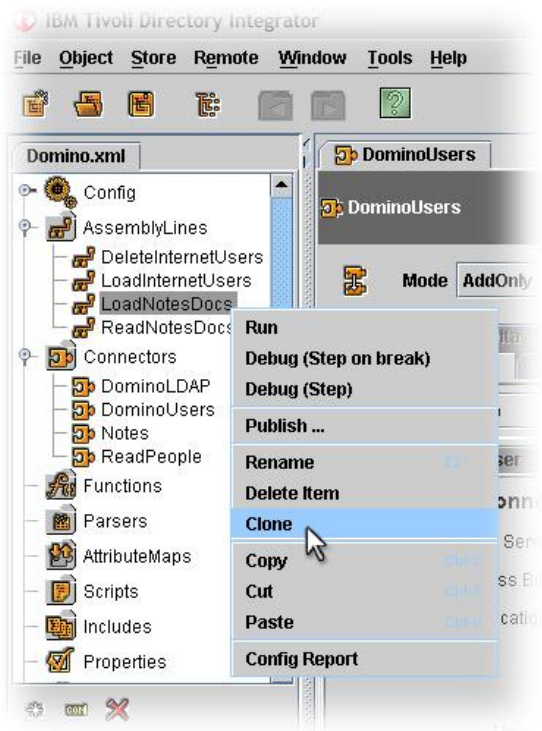 IBM Tivoli Directory Integrator
File Object Store Remote Window Tools Help
Domino.xml
Config
AssemblyLines
DeleteInternetUsers
LoadInternetUsers
LoadNotesDocs
ReadNotesDocs
Connectors
DominoLDAP
DominoUsers
Notes
ReadPeople
Functions
Parsers
AttributeMaps
Scripts
Includes
Properties
DominoUsers
DominoUsers
Mode AddOnly
Run
Debug (Step on break)
Debug (Step)
Publish ...
Rename
Delete Item
Clone
Copy
Cut
Paste
Config Report